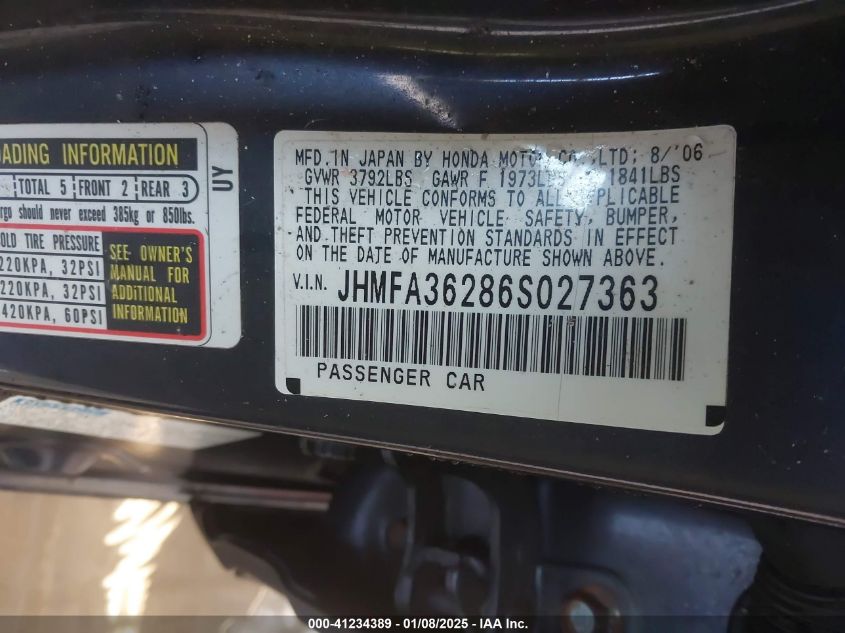 ADING INFORMATION
TOTAL 5 FRONT 2 REAR 3
rgo should never exceed 385kg or 850lbs.
OLD TIRE PRESSURE
220KPA, 32PSI
220KPA, 32PSI
420KPA, 60PSI
SEE OWNER'S
MANUAL FOR
ADDITIONAL
INFORMATION
UY
MFD. IN JAPAN BY HONDA MOTOR CO., LTD. 8/'06
GVWR 3792LBS GAWR F 1973L 1841LBS
THIS VEHICLE CONFORMS TO ALL APPLICABLE
FEDERAL MOTOR VEHICLE SAFETY, BUMPER,
AND THEFT PREVENTION STANDARDS IN EFFECT
ON THE DATE OF MANUFACTURE SHOWN ABOVE.
V.I.N. JHMFA36286S027363
PASSENGER CAR
000-41234389 - 01/08/2025 - IAA Inc.